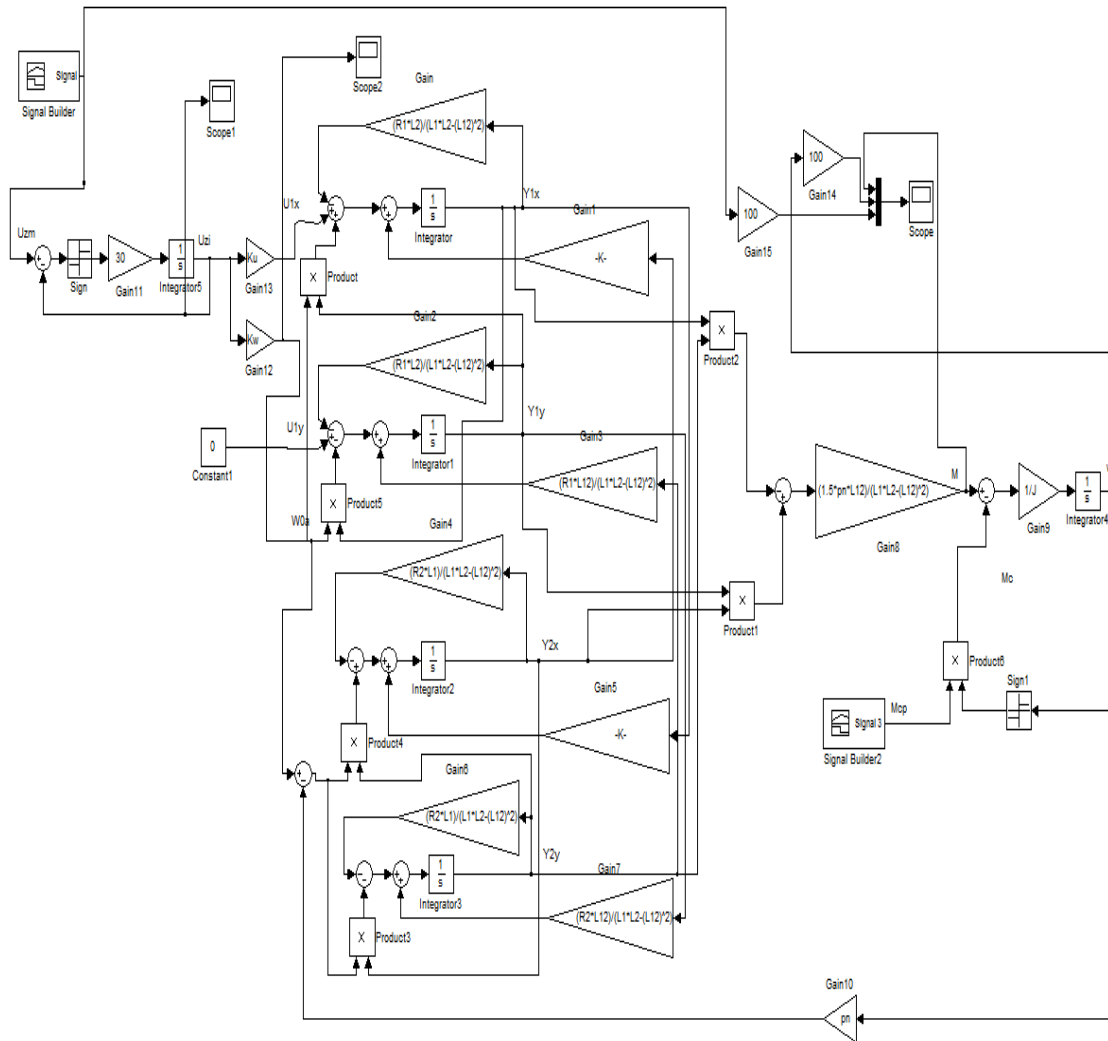 Signal
Signal Builder
Scope1
Scope2
Gain
(R1*L2)/(L1*L2-(L12)^2)
U1x
Y1x
1
s
Integrator
Gain1
-K-
Uzm
Sign
30
Gain11
1
s
Integrator5
Uzi
Ku
Gain13
Kw
Gain12
X
Product
Gain2
(R1*L2)/(L1*L2-(L12)^2)
U1y
0
Constant1
Y1y
1
s
Integrator1
Gain3
(R1*L12)/(L1*L2-(L12)^2)
X
Product5
W0a
Gain4
(R2*L1)/(L1*L2-(L12)^2)
Y2x
1
s
Integrator2
Gain5
-K-
X
Product4
Gain6
(R2*L1)/(L1*L2-(L12)^2)
Y2y
1
s
Integrator3
Gain7
(R2*L12)/(L1*L2-(L12)^2)
X
Product3
100
Gain14
100
Gain15
Scope
X
Product2
X
Product1
(1.5*pn*L12)/(L1*L2-(L12)^2)
Gain8
M
1/J
Gain9
1
s
Integrator4
Mc
X
Product6
Sign1
Mcp
Signal 3
Signal Builder2
Gain10
pn